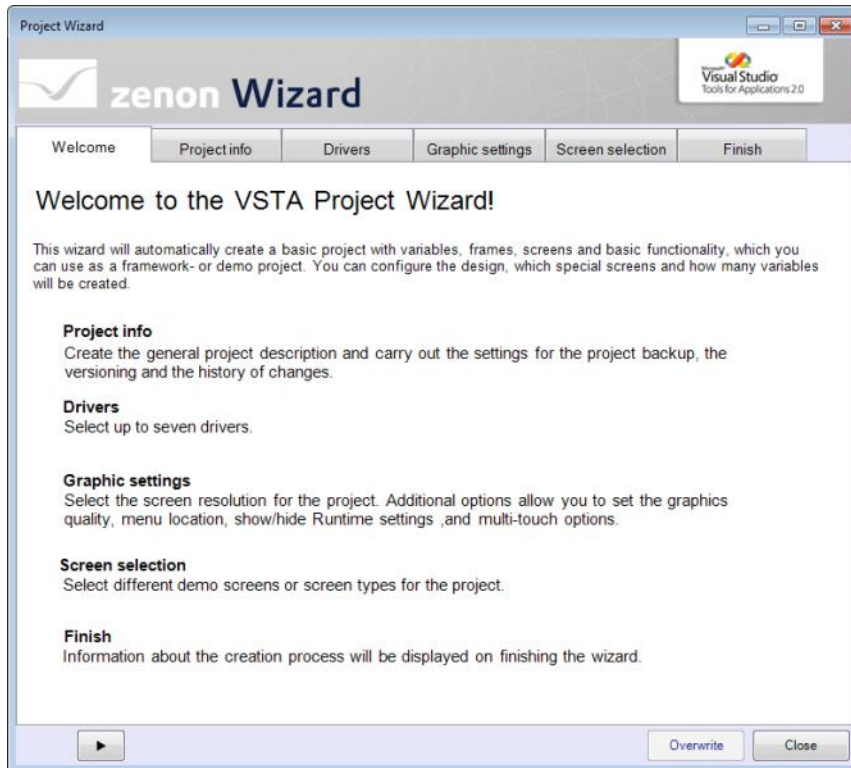 Project Wizard
zenon Wizard
Microsoft
Visual Studio
Tools for Applications 2.0
Welcome
Project info
Drivers
Graphic settings
Screen selection
Finish
Welcome to the VSTA Project Wizard!
This wizard will automatically create a basic project with variables, frames, screens and basic functionality, which you
can use as a framework- or demo project. You can configure the design, which special screens and how many variables
will be created.
Project info
Create the general project description and carry out the settings for the project backup, the
versioning and the history of changes.
Drivers
Select up to seven drivers.
Graphic settings
Select the screen resolution for the project. Additional options allow you to set the graphics
quality, menu location, show/hide Runtime settings ,and multi-touch options.
Screen selection
Select different demo screens or screen types for the project.
Finish
Information about the creation process will be displayed on finishing the wizard.
Overwrite
Close